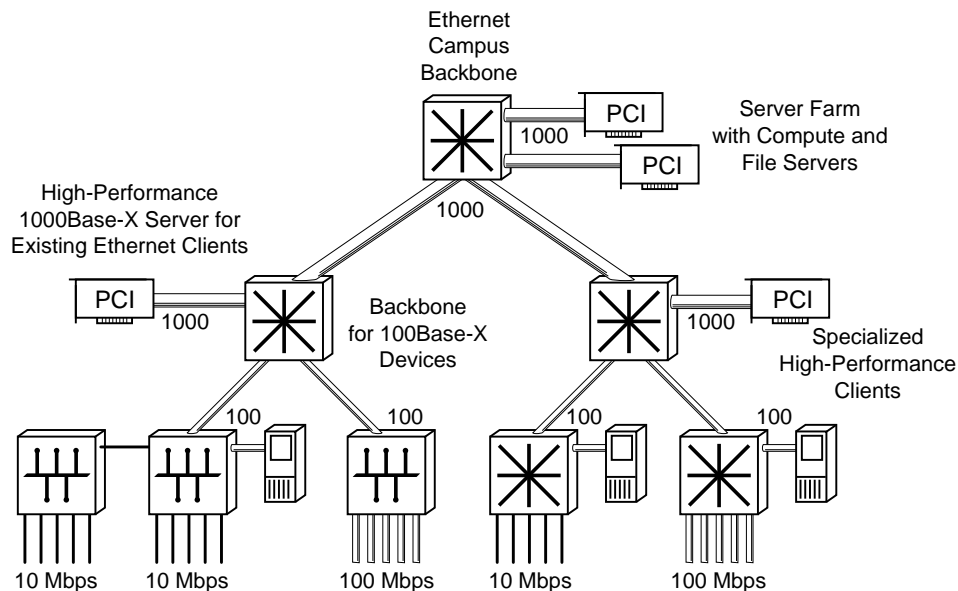 Ethernet
Campus
Backbone
PCI
1000
PCI
Server Farm
with Compute and
File Servers
High-Performance
1000Base-X Server for
Existing Ethernet Clients
1000
PCI
1000
Backbone
for 100Base-X
Devices
PCI
1000
Specialized
High-Performance
Clients
100
100
100
100
10 Mbps
10 Mbps
100 Mbps
10 Mbps
100 Mbps